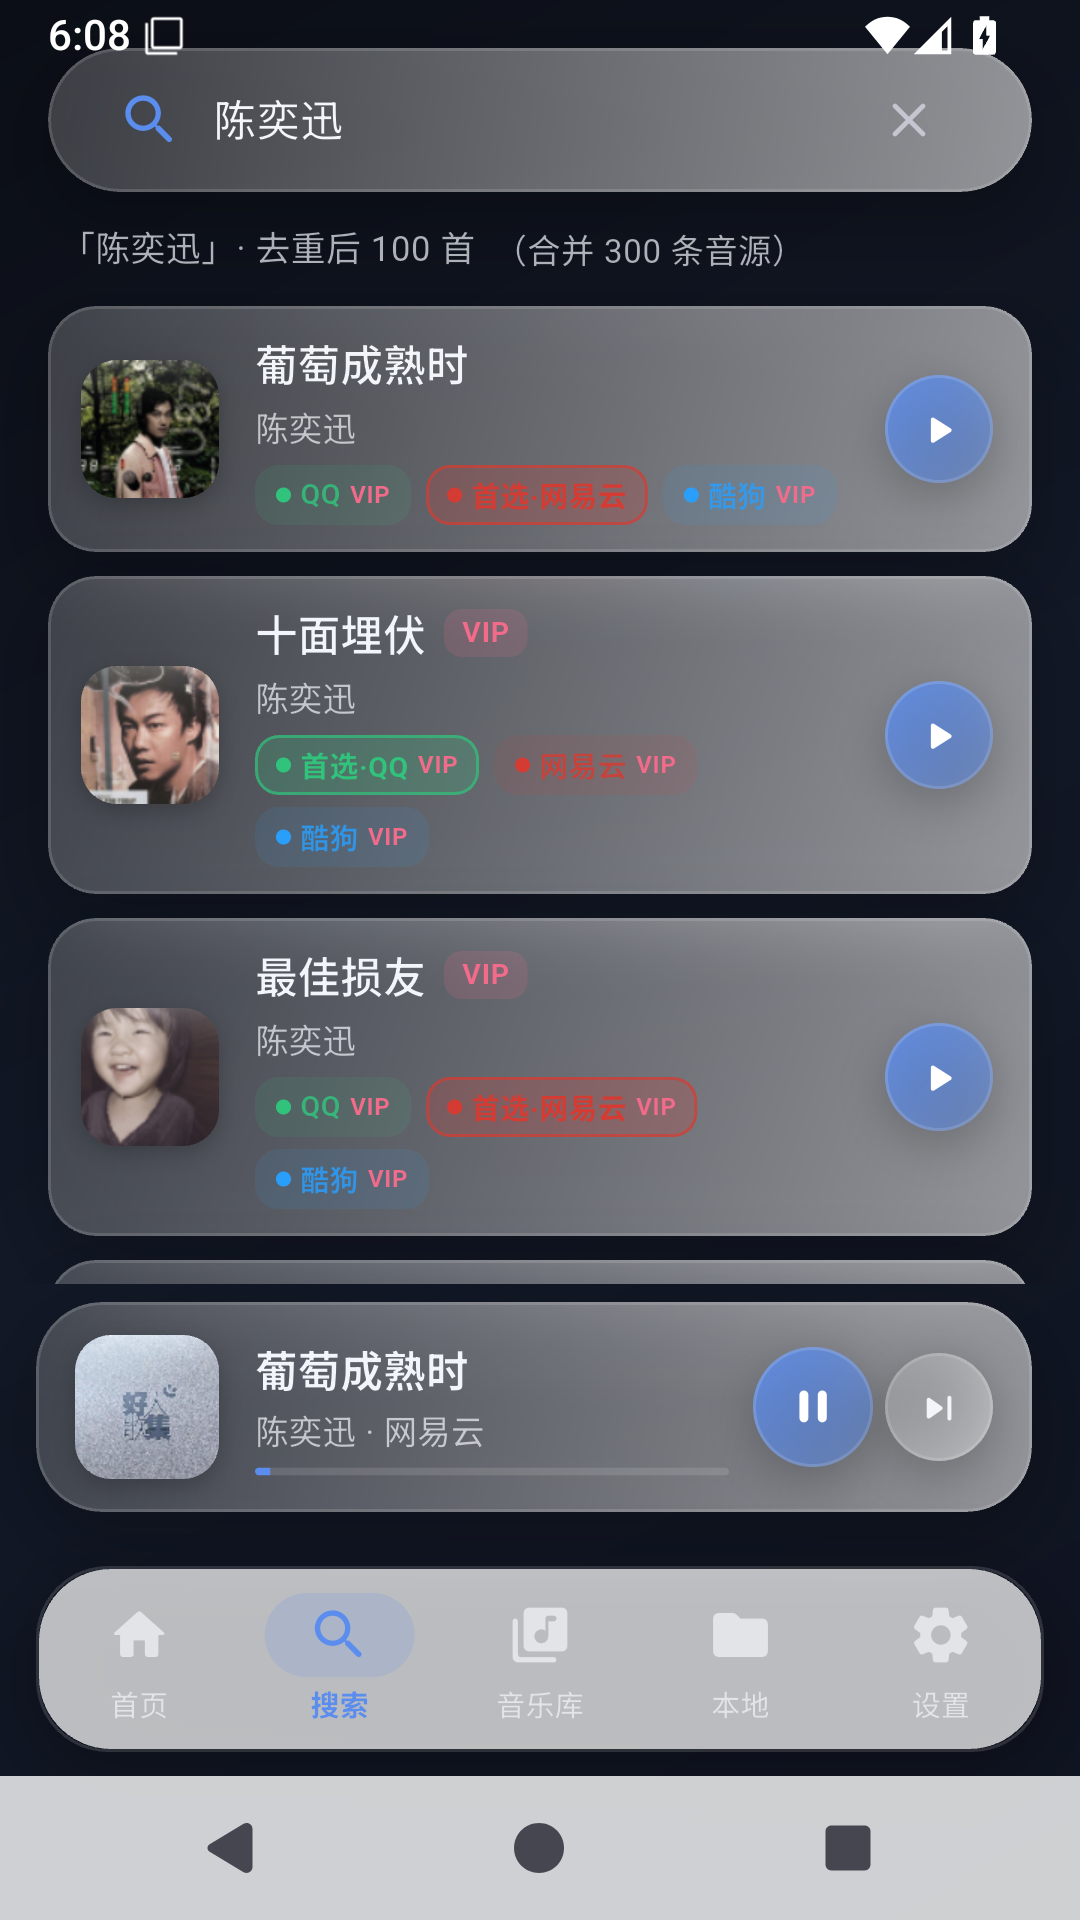 6:08
陈奕迅
「陈奕迅」· 去重后 100 首 （合并 300 条音源）
葡萄成熟时
陈奕迅
QQ VIP 首选·网易云 酷狗 VIP
十面埋伏 VIP
陈奕迅
首选·QQ VIP 网易云 VIP
酷狗 VIP
最佳损友 VIP
陈奕迅
QQ VIP 首选·网易云 VIP
酷狗 VIP
葡萄成熟时
陈奕迅 · 网易云
首页 搜索 音乐库 本地 设置